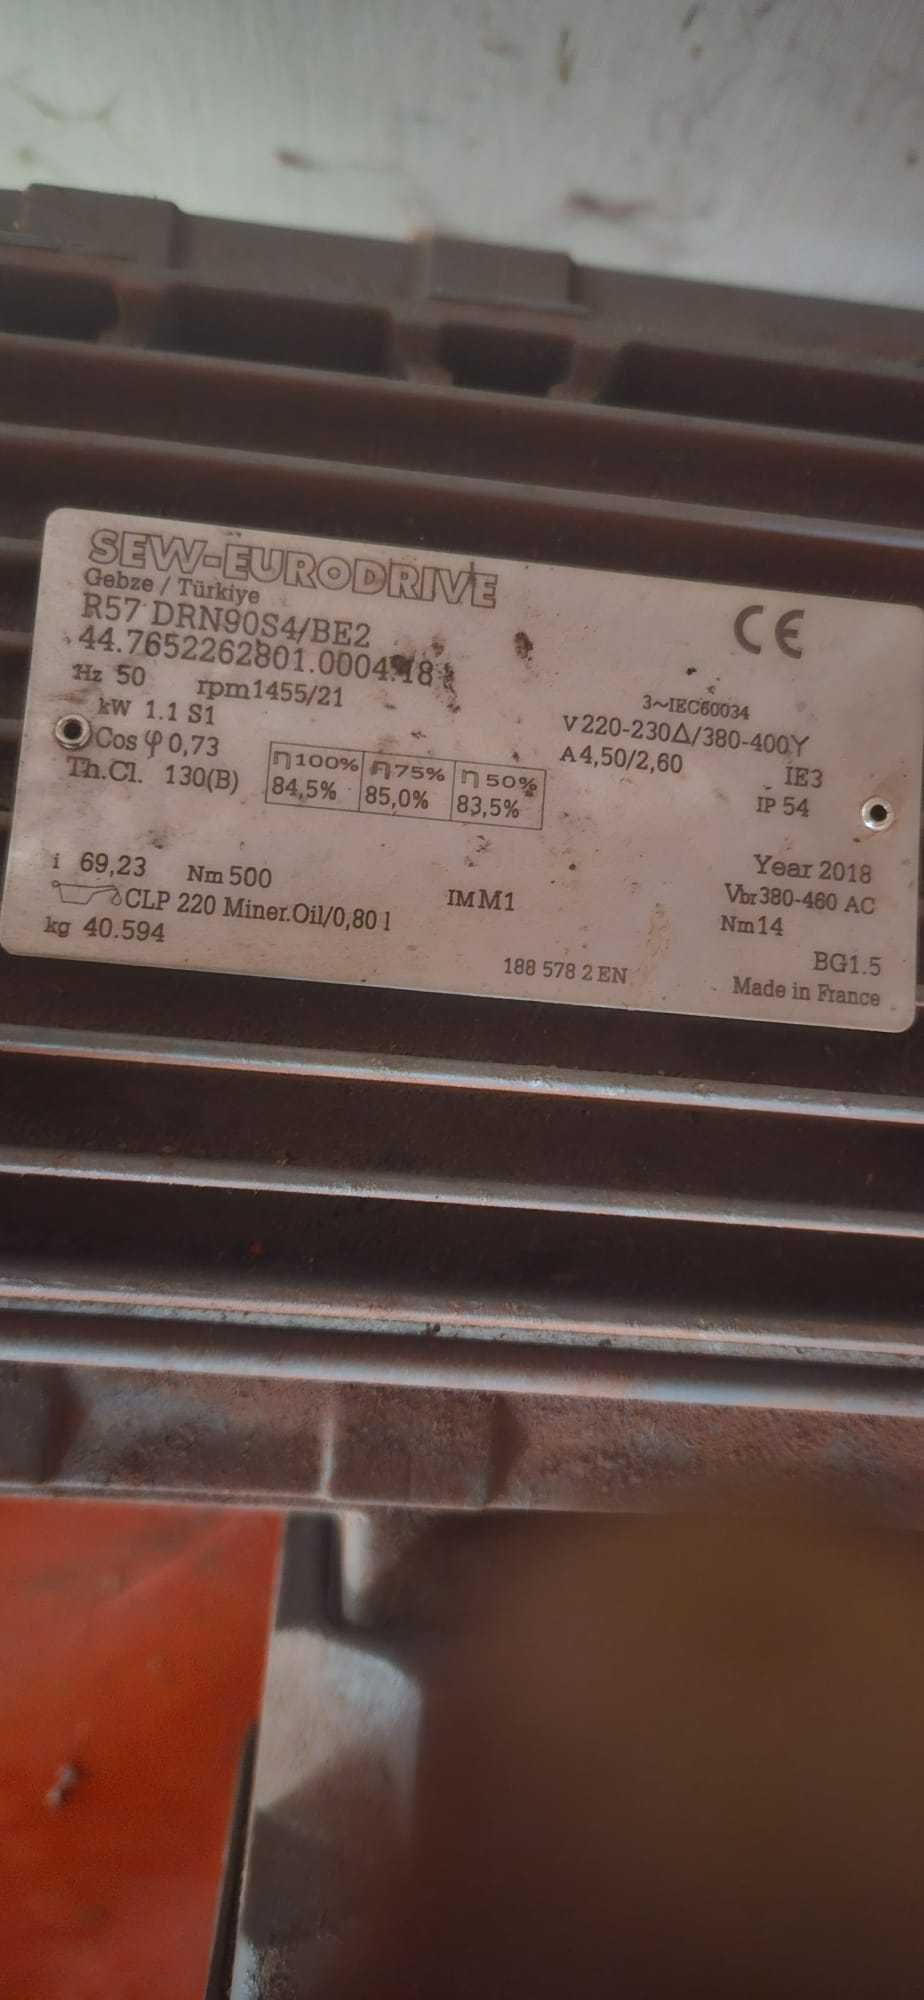 SEW-EURODRIVE
Gebze / Türkiye
CE
R57 DRN90S4/BE2
44.7652262801.0004.18
Hz 50 rpm1455/21 3~IEC60034
kW 1.1 S1 V220-230Δ/380-400Y
Cos φ 0,73 A4,50/2,60 IE3
Th.Cl. 130(B) IP 54
η100% η75% η50%
84,5% 85,0% 83,5%
i 69,23 Nm500 Year 2018
CLP 220 Miner.Oil/0,80 l IMM1 Vbr380-460 AC
kg 40.594 Nm14
188 578 2 EN BG1.5
Made in France